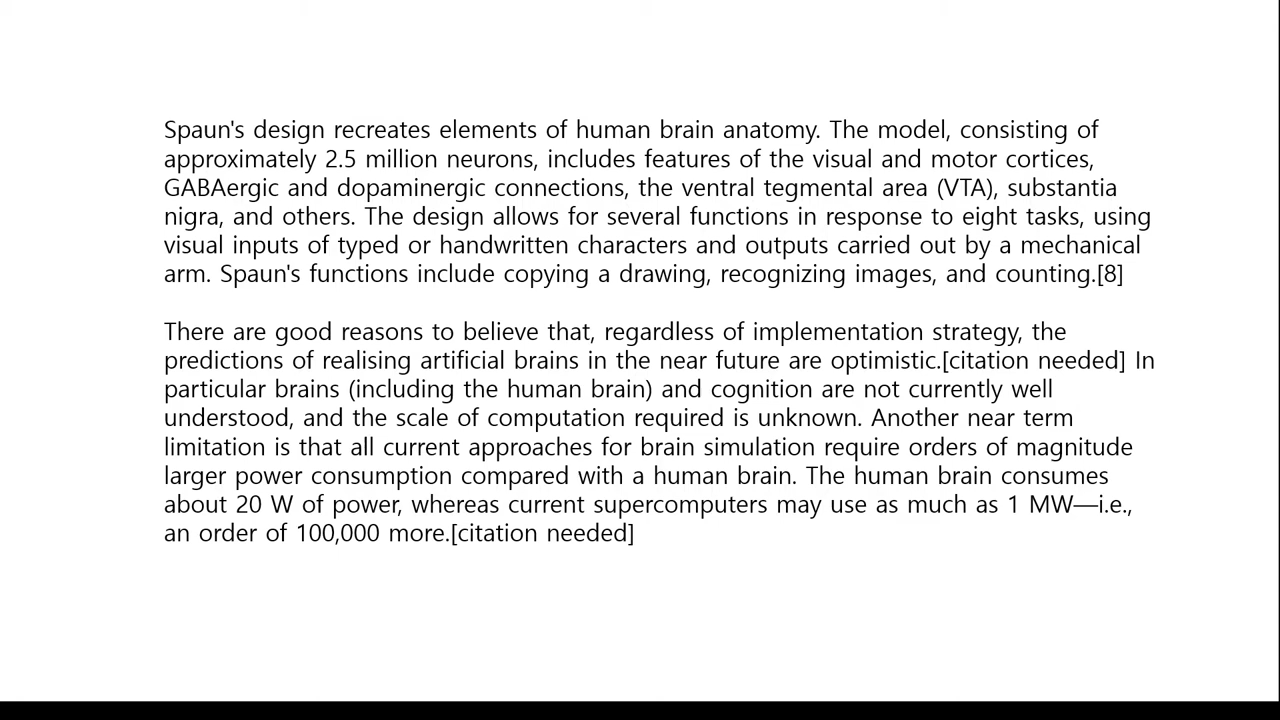 Spaun's design recreates elements of human brain anatomy. The model, consisting of
approximately 2.5 million neurons, includes features of the visual and motor cortices,
GABAergic and dopaminergic connections, the ventral tegmental area (VTA), substantia
nigra, and others. The design allows for several functions in response to eight tasks, using
visual inputs of typed or handwritten characters and outputs carried out by a mechanical
arm. Spaun's functions include copying a drawing, recognizing images, and counting.[8]
There are good reasons to believe that, regardless of implementation strategy, the
predictions of realising artificial brains in the near future are optimistic.[citation needed] In
particular brains (including the human brain) and cognition are not currently well
understood, and the scale of computation required is unknown. Another near term
limitation is that all current approaches for brain simulation require orders of magnitude
larger power consumption compared with a human brain. The human brain consumes
about 20 W of power, whereas current supercomputers may use as much as 1 MW—i.e.,
an order of 100,000 more.[citation needed]